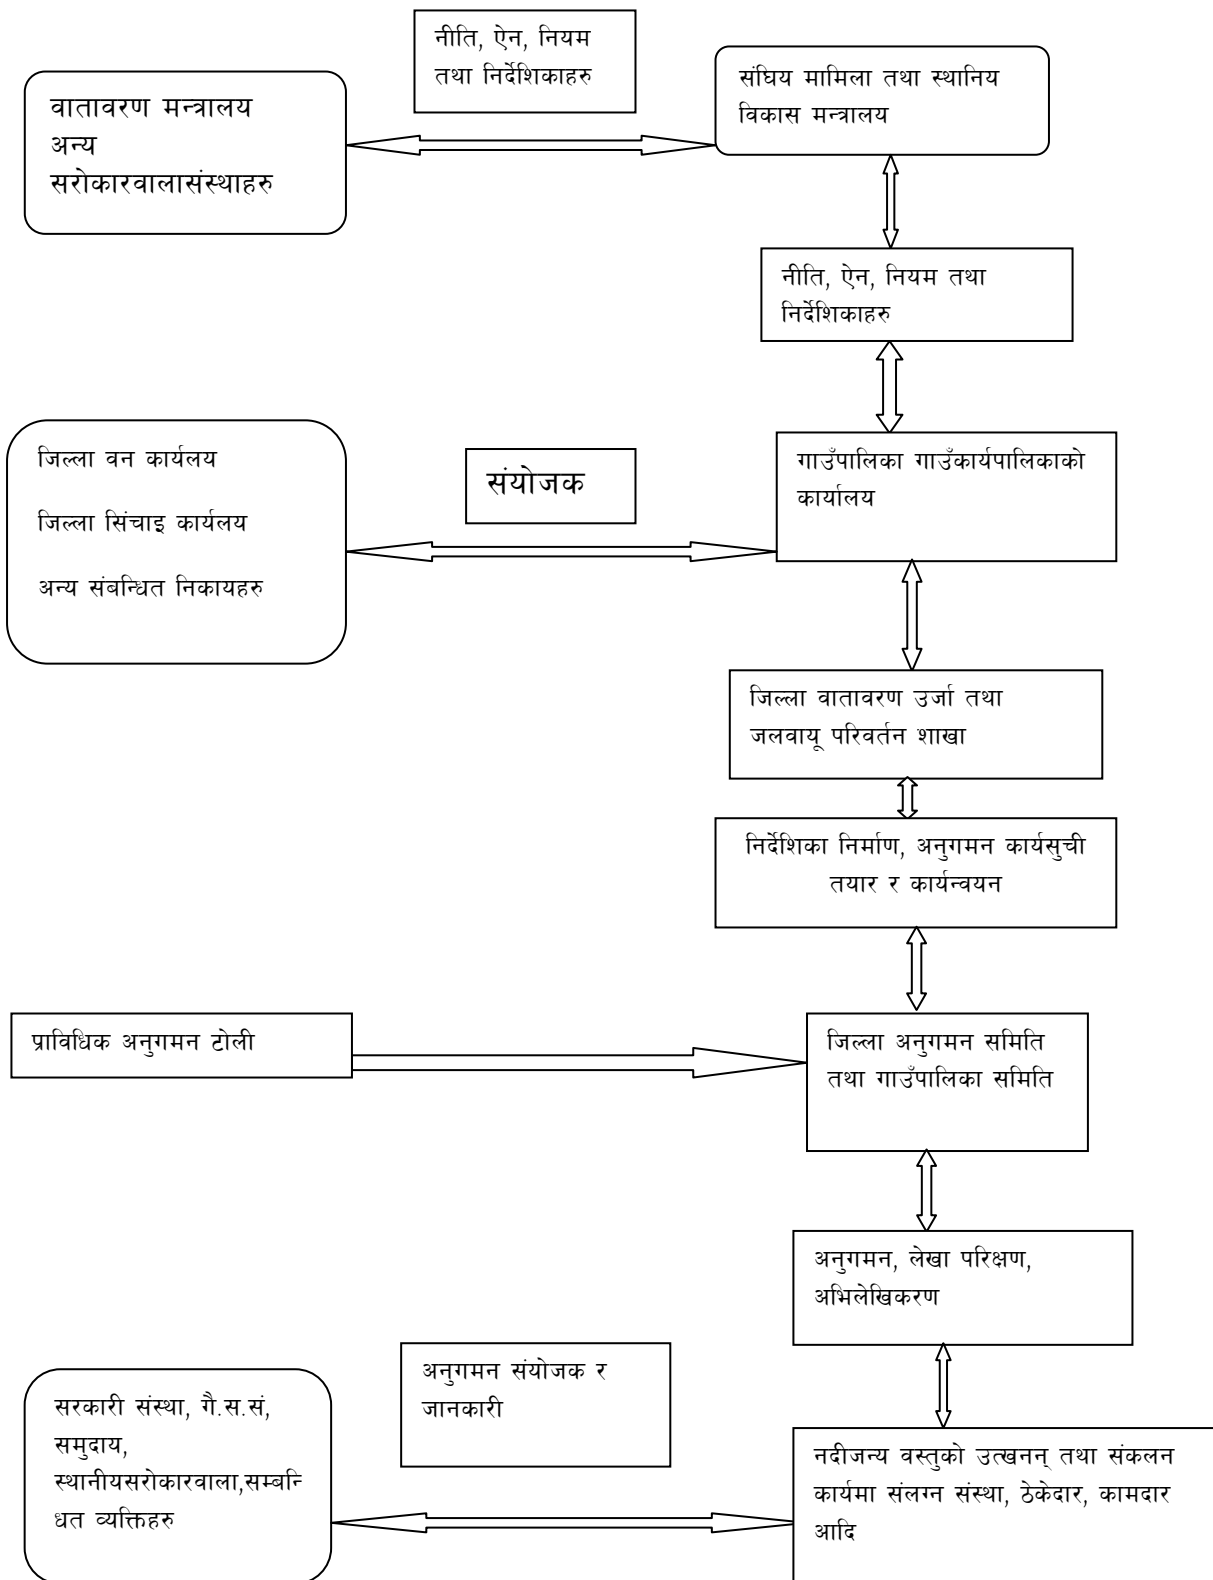 नीति, ऐन, नियम
तथा निर्देशिकाहरु
वातावरण मन्त्रालय
अन्य
सरोकारवालासंस्थाहरु
संघिय मामिला तथा स्थानिय
विकास मन्त्रालय
नीति, ऐन, नियम तथा
निर्देशिकाहरु
जिल्ला वन कार्यलय
जिल्ला सिंचाइ कार्यलय
अन्य संबन्धित निकायहरु
संयोजक
गाउँपालिका गाउँकार्यपालिकाको
कार्यालय
जिल्ला वातावरण उर्जा तथा
जलवायू परिवर्तन शाखा
निर्देशिका निर्माण, अनुगमन कार्यसुची
तयार र कार्यन्वयन
प्राविधिक अनुगमन टोली
जिल्ला अनुगमन समिति
तथा गाउँपालिका समिति
अनुगमन, लेखा परिक्षण,
अभिलेखिकरण
अनुगमन संयोजक र
जानकारी
सरकारी संस्था, गै.स.सं,
समुदाय,
स्थानीयसरोकारवाला,सम्बन्धि
धत व्यक्तिहरु
नदीजन्य वस्तुको उत्खनन् तथा संकलन
कार्यमा संलग्न संस्था, ठेकेदार, कामदार
आदि